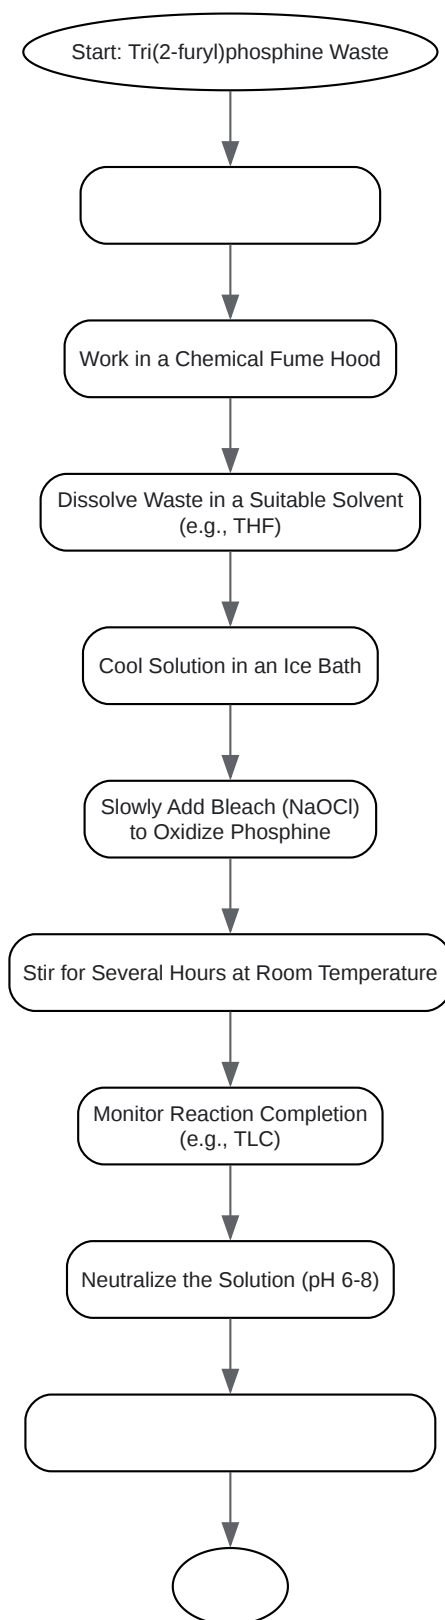 Start: Tri(2-furyl)phosphine Waste
Work in a Chemical Fume Hood
Dissolve Waste in a Suitable Solvent
(e.g., THF)
Cool Solution in an Ice Bath
Slowly Add Bleach (NaOCl)
to Oxidize Phosphine
Stir for Several Hours at Room Temperature
Monitor Reaction Completion
(e.g., TLC)
Neutralize the Solution (pH 6-8)